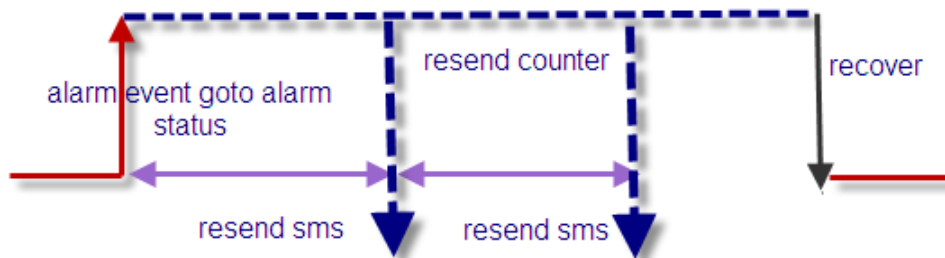 alarm event goto alarm
status
resend counter
recover
resend sms
resend sms